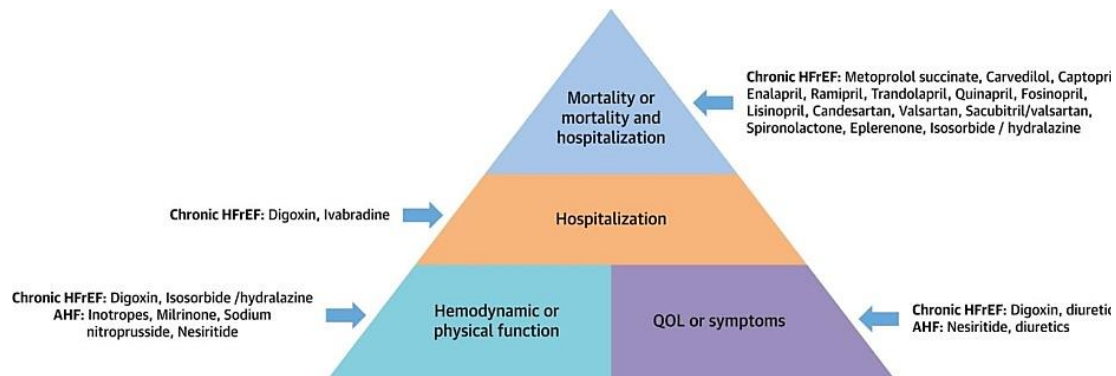 Mortality or
mortality and
hospitalization
Chronic HFrEF: Metoprolol succinate, Carvedilol, Captopri
Enalapril, Ramipril, Trandolapril, Quinapril, Fosinopril,
Lisinopril, Candesartan, Valsartan, Sacubitril/valsartan,
Spironolactone, Eplerenone, Isosorbide / hydralazine
Chronic HFrEF: Digoxin, Ivabradine
Hospitalization
Chronic HFrEF: Digoxin, Isosorbide /hydralazine
AHF: Inotropes, Milrinone, Sodium
nitroprusside, Nesiritide
Hemodynamic or
physical function
QOL or symptoms
Chronic HFrEF: Digoxin, diuretic
AHF: Nesiritide, diuretics